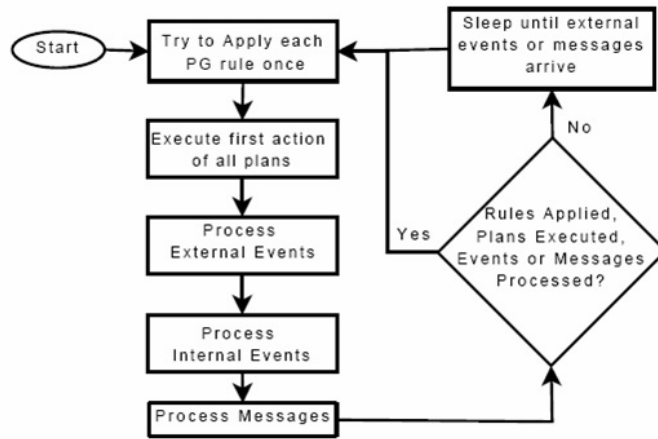 Start
Try to Apply each
PG rule once
Execute first action
of all plans
Process
External Events
Process
Internal Events
Process Messages
Rules Applied,
Plans Executed,
Events or Messages
Processed?
Yes
No
Sleep until external
events or messages
arrive